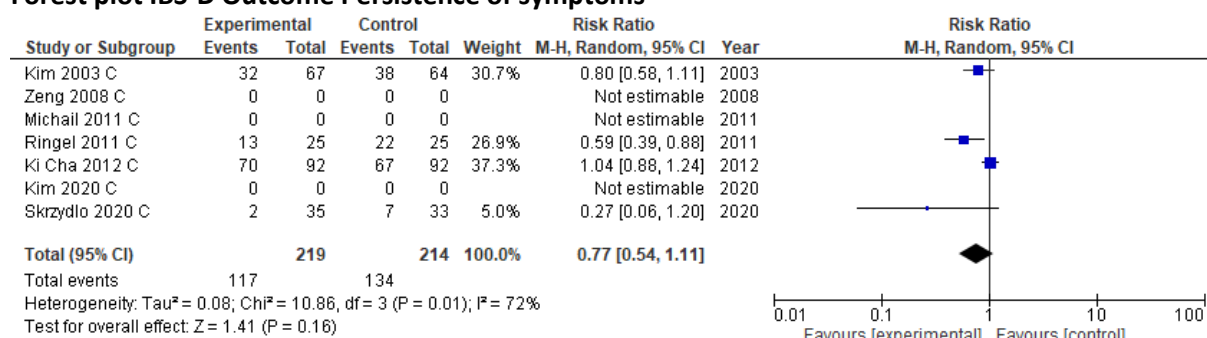 Forest plot IBS-D Outcome Persistence of symptoms
Experimental Control Risk Ratio Risk Ratio
Study or Subgroup Events Total Events Total Weight M-H, Random, 95% CI Year M-H, Random, 95% CI
Kim 2003 C 32 67 38 64 30.7% 0.80 [0.58, 1.11] 2003
Zeng 2008 C 0 0 0 0 Not estimable 2008
Michail 2011 C 0 0 0 0 Not estimable 2011
Ringel 2011 C 13 25 22 25 26.9% 0.59 [0.39, 0.88] 2011
Ki Cha 2012 C 70 92 67 92 37.3% 1.04 [0.88, 1.24] 2012
Kim 2020 C 0 0 0 0 Not estimable 2020
Skrzydlo 2020 C 2 35 7 33 5.0% 0.27 [0.06, 1.20] 2020
Total (95% CI) 219 214 100.0% 0.77 [0.54, 1.11]
Total events 117 134
Heterogeneity: Tau² = 0.08; Chi² = 10.86, df = 3 (P = 0.01); I² = 72%
Test for overall effect: Z = 1.41 (P = 0.16)
0.01 0.1 1 10 100
Favours [experimental] Favours [control]